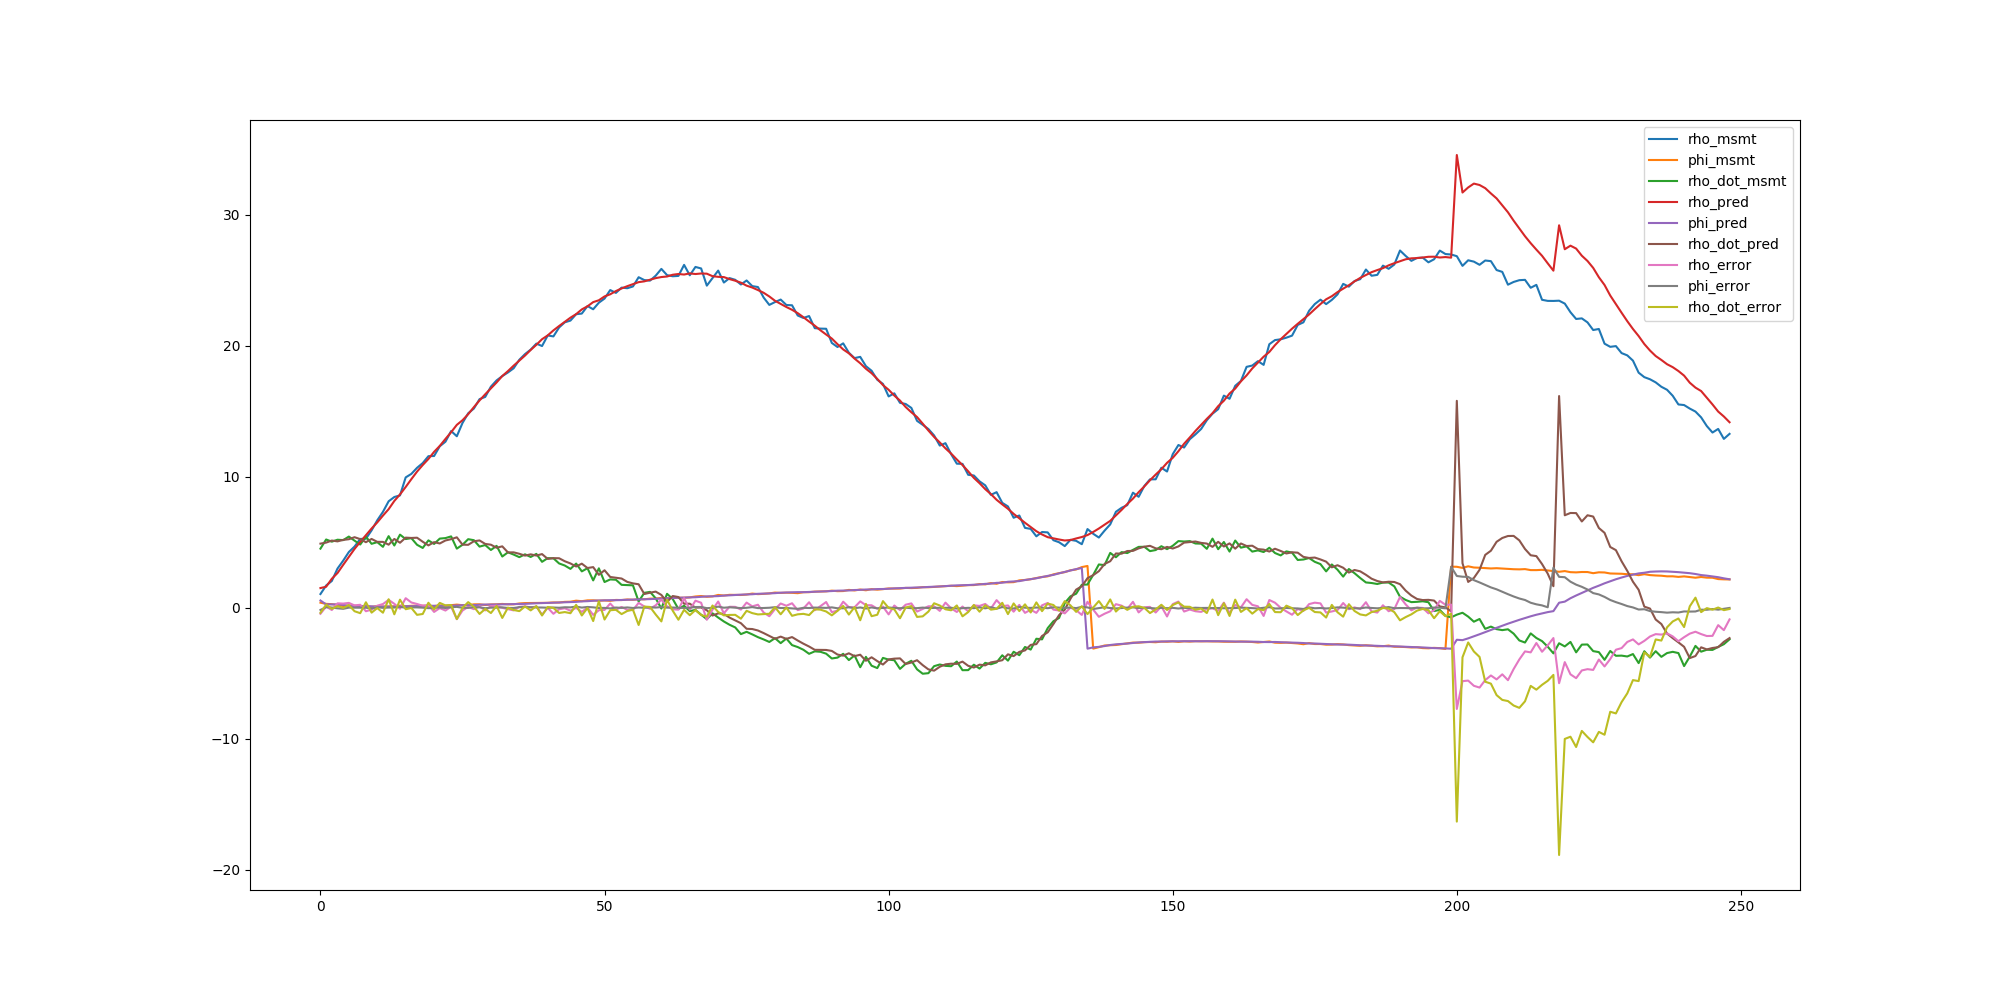 rho_msmt
phi_msmt
rho_dot_msmt
rho_pred
phi_pred
rho_dot_pred
rho_error
phi_error
rho_dot_error
30
20
10
0
−10
−20
0 50 100 150 200 250